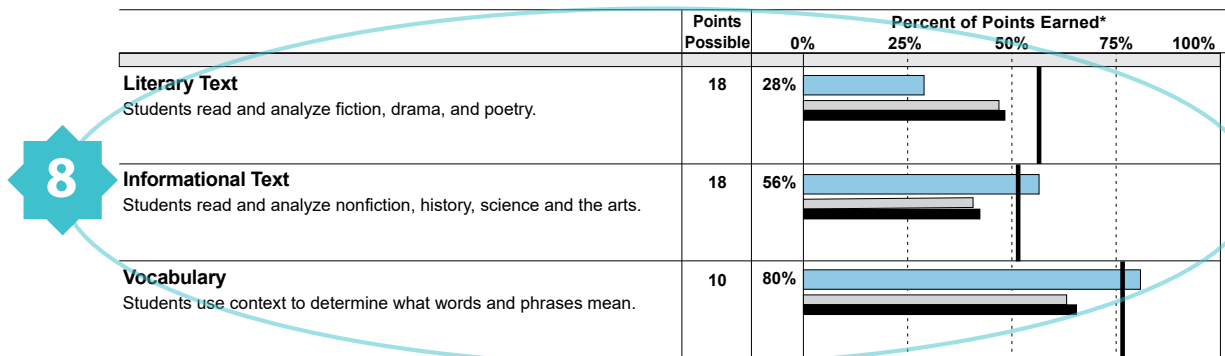 Points Possible
Percent of Points Earned*
0% 25% 50% 75% 100%
Literary Text 18 28%
Students read and analyze fiction, drama, and poetry.
8
Informational Text 18 56%
Students read and analyze nonfiction, history, science and the arts.
Vocabulary 10 80%
Students use context to determine what words and phrases mean.